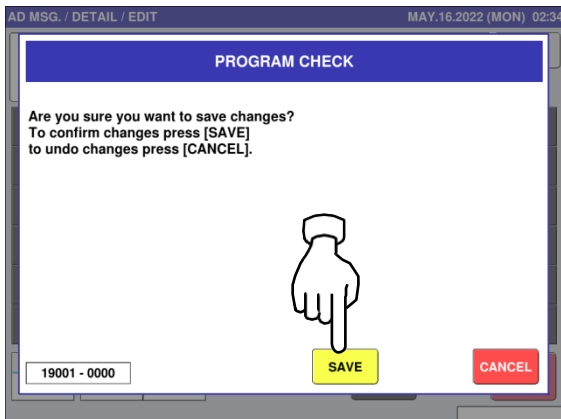 AD MSG. / DETAIL / EDIT
MAY.16.2022 (MON) 02:34
PROGRAM CHECK
Are you sure you want to save changes?
To confirm changes press [SAVE]
to undo changes press [CANCEL].
19001 - 0000
SAVE
CANCEL